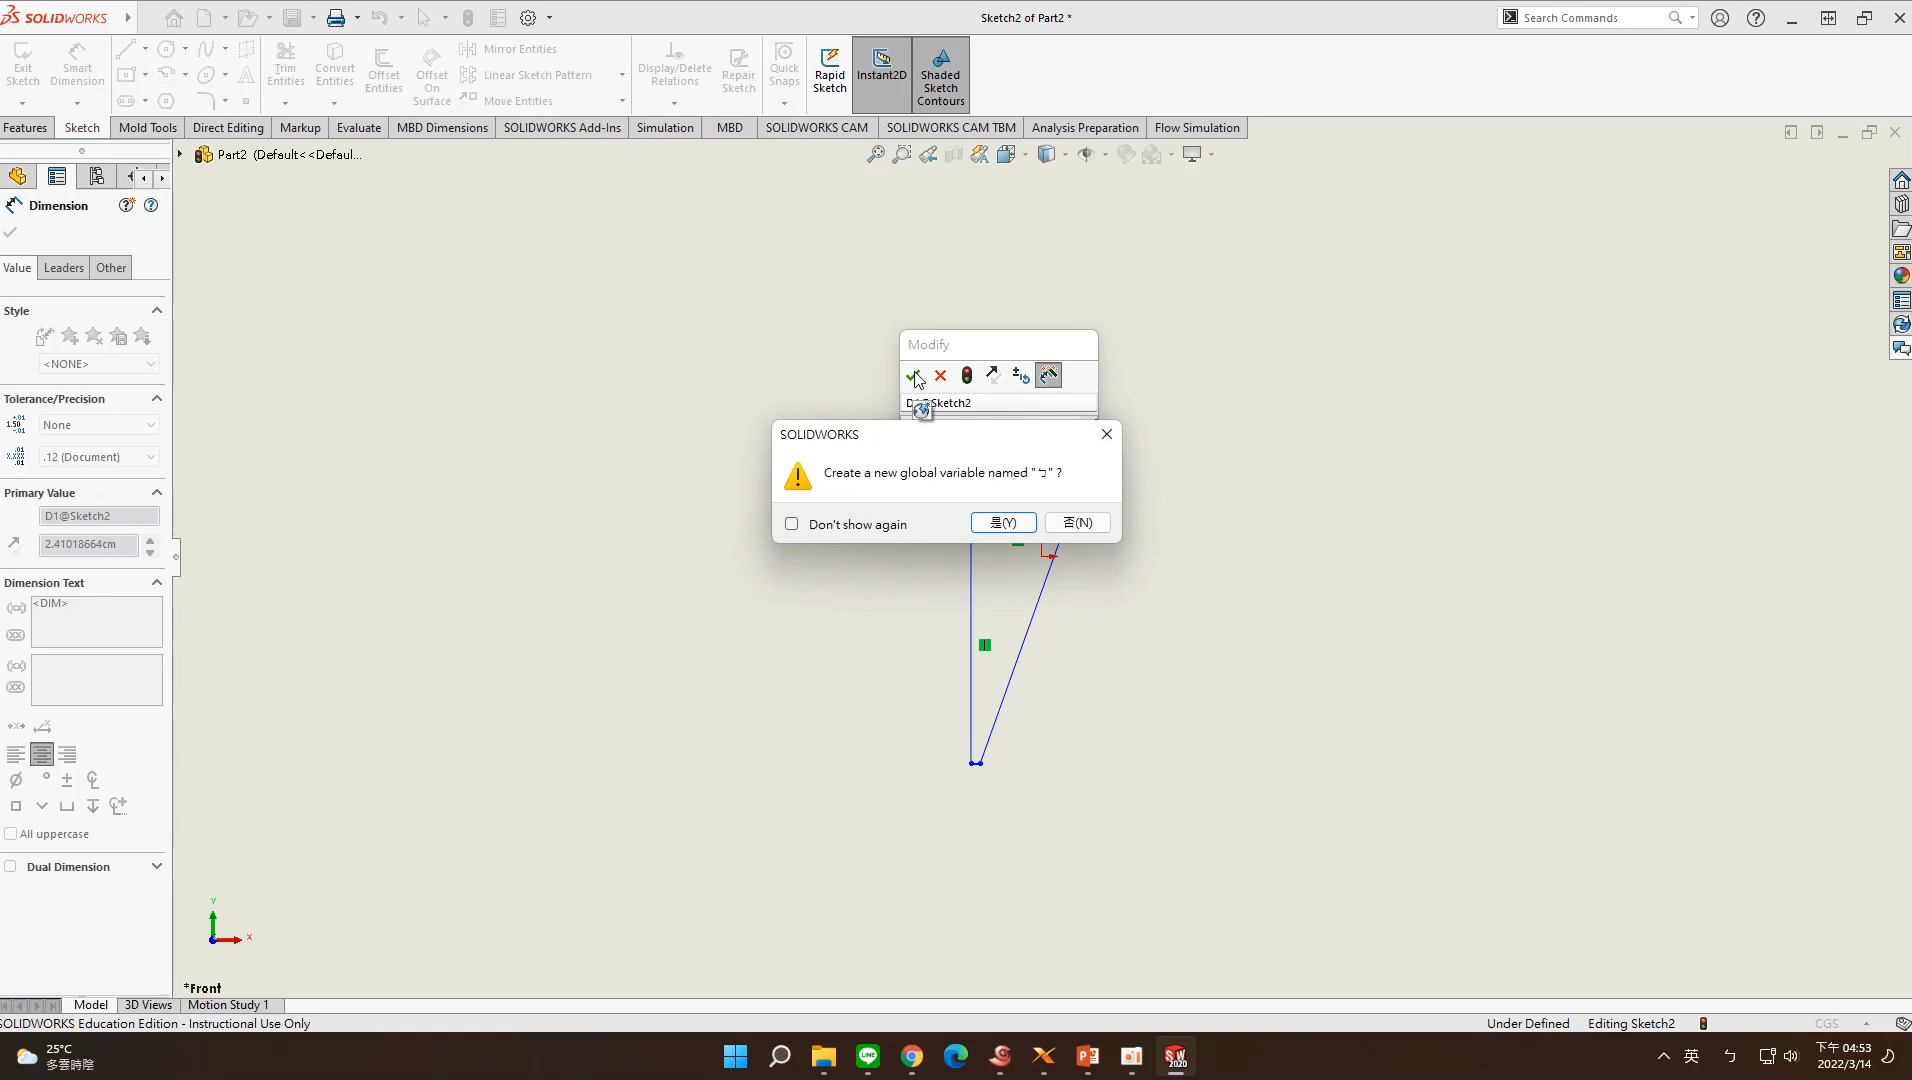 SOLIDWORKS
Sketch2 of Part2 *
Search Commands
Exit Sketch
Smart Dimension
Trim Entities
Convert Entities
Offset Entities
Offset On Surface
Mirror Entities
Linear Sketch Pattern
Move Entities
Display/Delete Relations
Repair Sketch
Quick Snaps
Rapid Sketch
Instant2D
Shaded Sketch Contours
Features
Sketch
Mold Tools
Direct Editing
Markup
Evaluate
MBD Dimensions
SOLIDWORKS Add-Ins
Simulation
MBD
SOLIDWORKS CAM
SOLIDWORKS CAM TBM
Analysis Preparation
Flow Simulation
Part2 (Default<<Defaul...
Dimension
Value
Leaders
Other
Style
<NONE>
Tolerance/Precision
None
.12 (Document)
Primary Value
D1@Sketch2
2.41018664cm
Dimension Text
<DIM>
All uppercase
Dual Dimension
Modify
SOLIDWORKS
Create a new global variable named "ㄅ" ?
Don't show again
是(Y)
否(N)
Y
X
*Front
Model
3D Views
Motion Study 1
SOLIDWORKS Education Edition - Instructional Use Only
Under Defined
Editing Sketch2
CGS
25°C
多雲時陰
SW
2020
英
ㄅ
下午 04:53
2022/3/14